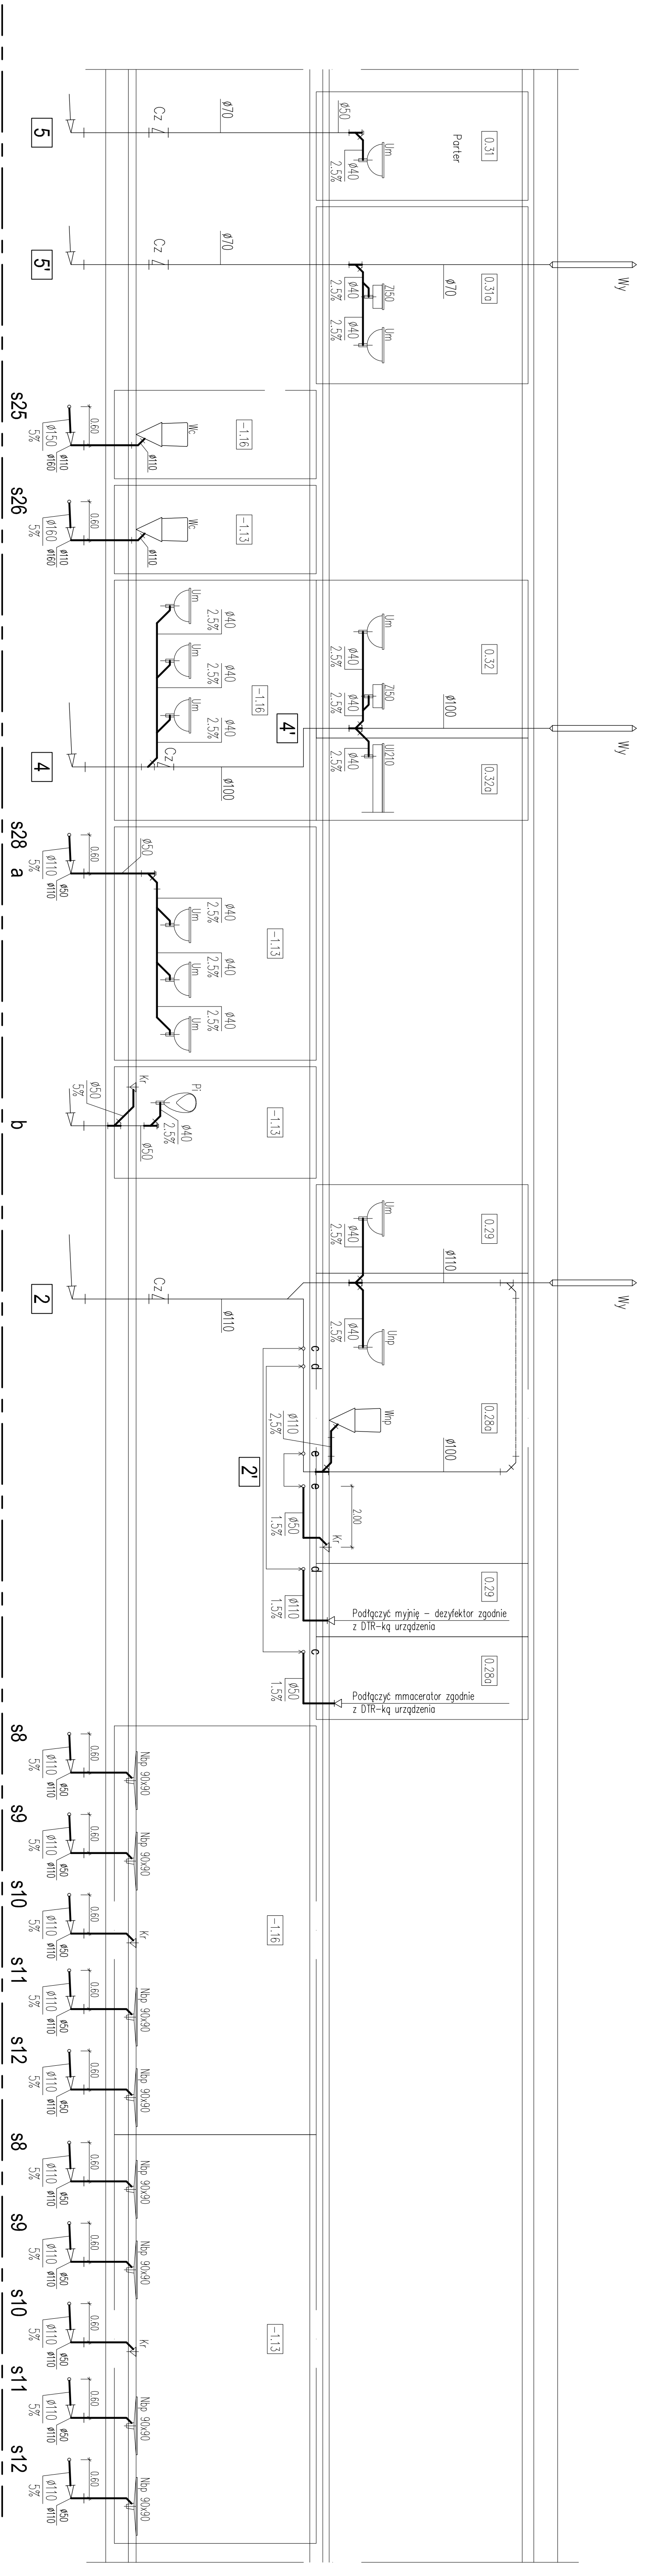 5
Cz
ø70
ø50
Um
ø40
2.5%
Parter
0.31
5'
Cz
ø70
Wy
ø70
0.31a
Zl50
ø40
2.5%
Um
ø40
2.5%
s25
0.60
ø150
5%
ø110
ø160
Wc
ø110
-1.16
s26
0.60
ø160
5%
ø110
ø160
Wc
ø110
-1.13
Um
ø40
2.5%
Um
ø40
2.5%
Um
ø40
2.5%
-1.16
4
Cz
ø100
4'
Um
ø40
2.5%
Zl50
ø40
2.5%
Ul210
ø40
2.5%
0.32
0.32a
ø100
Wy
s28
a
0.60
ø110
5%
ø50
ø110
ø50
ø40
2.5%
Um
ø40
2.5%
Um
ø40
2.5%
Um
-1.13
b
Kr
ø50
5%
Pi
ø40
2.5%
ø50
-1.13
2
Cz
ø110
Um
ø40
2.5%
0.29
ø110
Wy
Unp
ø40
2.5%
c
d
e
e
d
c
2'
Wnp
ø110
2,5%
0.28a
ø100
2.00
Kr
ø50
1.5%
0.29
ø110
1.5%
Podłączyć myjnię – dezyfektor zgodnie
z DTR-ką urządzenia
0.28a
ø50
1.5%
Podłączyć mmacerator zgodnie
z DTR-ką urządzenia
s8
0.60
ø110
5%
ø50
ø110
Nbp 90x90
s9
0.60
ø110
5%
ø50
ø110
Nbp 90x90
s10
0.60
ø110
5%
ø50
ø110
Kr
-1.16
s11
0.60
ø110
5%
ø50
ø110
Nbp 90x90
s12
0.60
ø110
5%
ø50
ø110
Nbp 90x90
s8
0.60
ø110
5%
ø50
ø110
Nbp 90x90
s9
0.60
ø110
5%
ø50
ø110
Nbp 90x90
s10
0.60
ø110
5%
ø50
ø110
Kr
-1.13
s11
0.60
ø110
5%
ø50
ø110
Nbp 90x90
s12
0.60
ø110
5%
ø50
ø110
Nbp 90x90